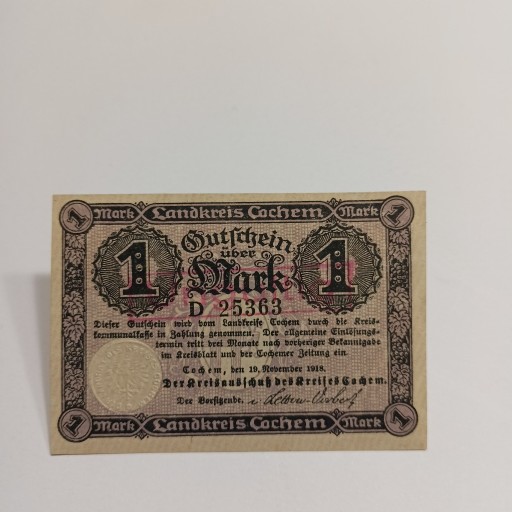 1 Mark Landkreis Cochem Mark 1
Gutschein
über
1 Mark 1
D 25363
Dieser Gutschein wird vom Landkreise Cochem durch die Kreis-
kommunalkasse in Zahlung genommen. Der allgemeine Einlösungs-
termin tritt drei Monate nach vorheriger Bekanntgabe
im Kreisblatt und der Cochemer Zeitung ein.
Cochem, den 19. November 1918.
Der Kreisausschuß des Kreises Cochem.
Der Vorsitzende.
1 Mark Landkreis Cochem Mark 1